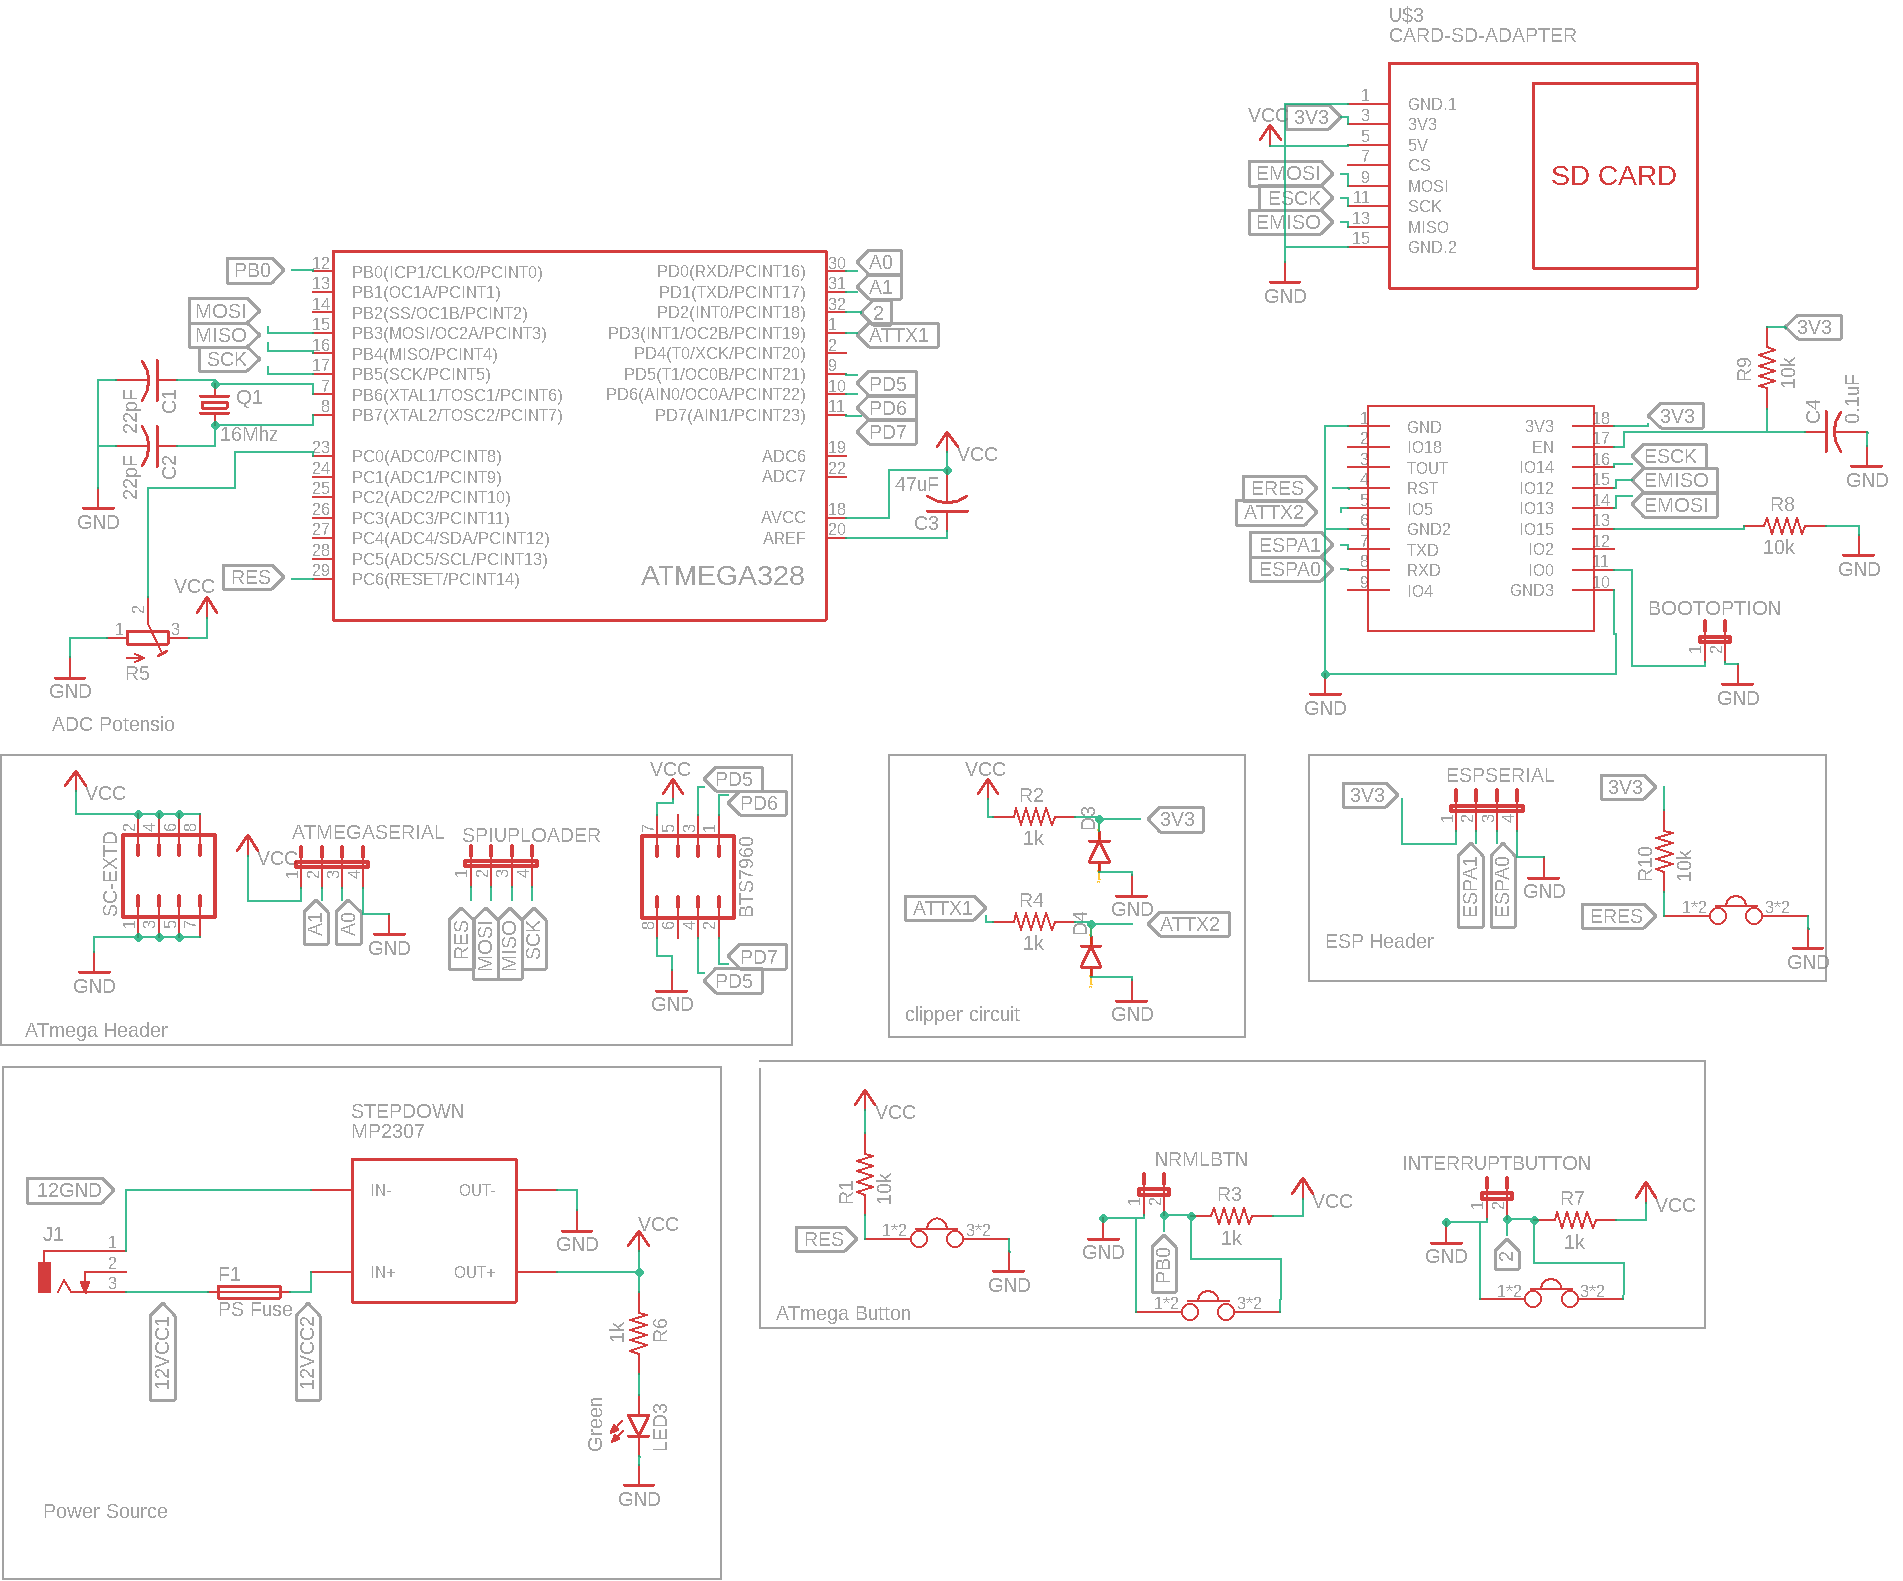 U$3
CARD-SD-ADAPTER
1 GND.1
3V3 3 3V3
VCC 5 5V
7 CS
EMOSI 9 MOSI
ESCK 11 SCK
EMISO 13 MISO
15 GND.2
SD CARD
GND
PB0 12 PB0(ICP1/CLKO/PCINT0)
13 PB1(OC1A/PCINT1)
14 PB2(SS/OC1B/PCINT2)
MOSI 15 PB3(MOSI/OC2A/PCINT3)
MISO 16 PB4(MISO/PCINT4)
SCK 17 PB5(SCK/PCINT5)
7 PB6(XTAL1/TOSC1/PCINT6)
8 PB7(XTAL2/TOSC2/PCINT7)
23 PC0(ADC0/PCINT8)
24 PC1(ADC1/PCINT9)
25 PC2(ADC2/PCINT10)
26 PC3(ADC3/PCINT11)
27 PC4(ADC4/SDA/PCINT12)
28 PC5(ADC5/SCL/PCINT13)
RES 29 PC6(RESET/PCINT14)
PD0(RXD/PCINT16) 30 A0
PD1(TXD/PCINT17) 31 A1
PD2(INT0/PCINT18) 32 2
PD3(INT1/OC2B/PCINT19) 1 ATTX1
PD4(T0/XCK/PCINT20) 2
PD5(T1/OC0B/PCINT21) 9 PD5
PD6(AIN0/OC0A/PCINT22) 10 PD6
PD7(AIN1/PCINT23) 11 PD7
ADC6 19
ADC7 22
AVCC 18
AREF 20
ATMEGA328
22pF C1
Q1
16Mhz
22pF C2
GND
VCC
47uF
C3
VCC
2
1 3
R5
GND
ADC Potensio
3V3
R9 10k
C4 0.1uF
GND
1 GND
2 IO18
3 TOUT
ERES 4 RST
ATTX2 5 IO5
6 GND2
ESPA1 7 TXD
ESPA0 8 RXD
9 IO4
3V3 18 3V3
EN 17
IO14 16 ESCK
IO12 15 EMISO
IO13 14 EMOSI
IO15 13
IO2 12
IO0 11
GND3 10
R8
10k
GND
BOOTOPTION
1 2
GND
GND
VCC
SC-EXTD
2 4 6 8
1 3 5 7
GND
ATMEGASERIAL
VCC
1 2 3 4
A1 A0
GND
SPIUPLOADER
1 2 3 4
RES MOSI MISO SCK
VCC
PD5
PD6
7 5 3 1
BTS7960
8 6 4 2
PD7
PD5
GND
ATmega Header
VCC
R2
1k
D3
3V3
GND
ATTX1
R4
1k
D4
ATTX2
GND
clipper circuit
ESPSERIAL
3V3
1 2 3 4
ESPA1 ESPA0
GND
3V3
R10 10k
ERES
1*2 3*2
GND
ESP Header
STEPDOWN
MP2307
12GND
IN- OUT-
IN+ OUT+
J1
1
2
3
F1
PS Fuse
12VCC1 12VCC2
GND
VCC
1k R6
Green LED3
GND
Power Source
VCC
R1 10k
RES
1*2 3*2
GND
NRMLBTN
1 2
R3
1k
VCC
GND
PB0
1*2 3*2
INTERRUPTBUTTON
1 2
R7
1k
VCC
GND
2
1*2 3*2
ATmega Button